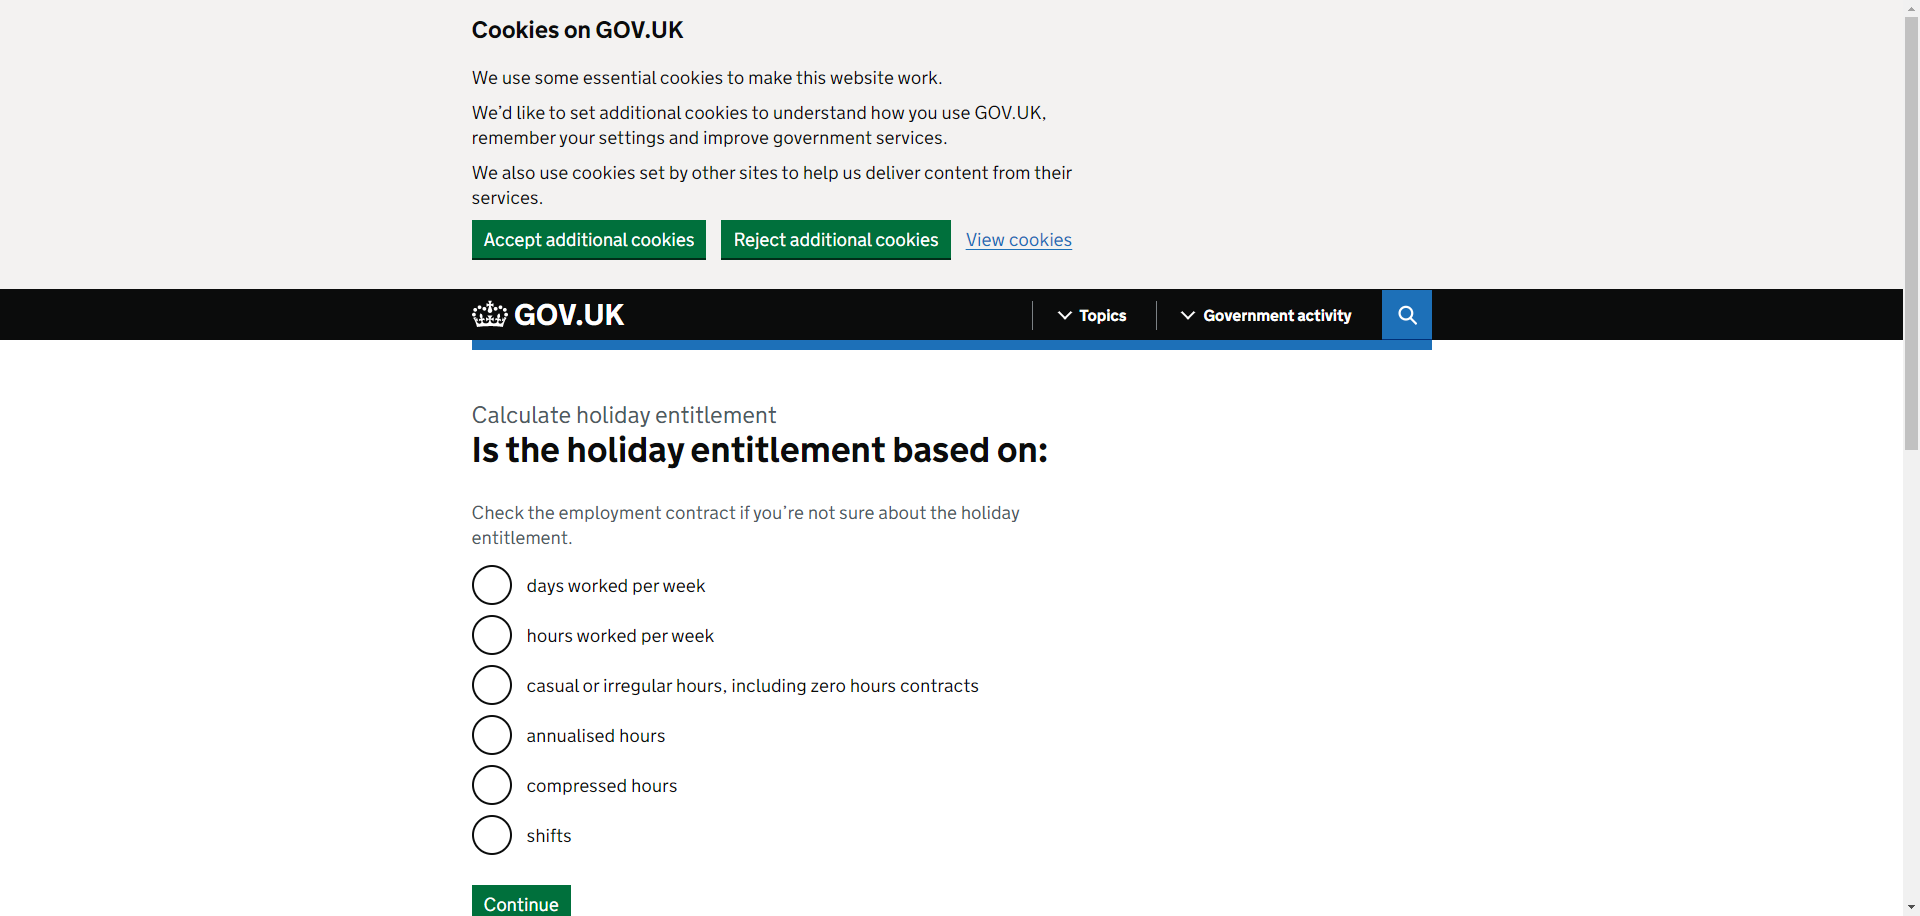 Cookies on GOV.UK
We use some essential cookies to make this website work.
We’d like to set additional cookies to understand how you use GOV.UK,
remember your settings and improve government services.
We also use cookies set by other sites to help us deliver content from their
services.
Accept additional cookies Reject additional cookies View cookies
GOV.UK Topics Government activity
Calculate holiday entitlement
Is the holiday entitlement based on:
Check the employment contract if you’re not sure about the holiday
entitlement.
days worked per week
hours worked per week
casual or irregular hours, including zero hours contracts
annualised hours
compressed hours
shifts
Continue